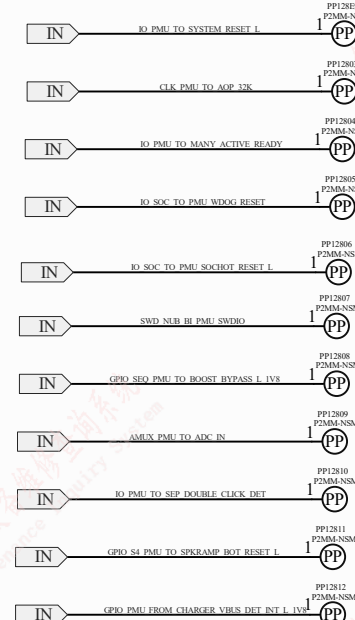 PP128E
P2MM-N
IN IO PMU TO SYSTEM RESET L 1 PP
PP12803
P2MM-N
IN CLK PMU TO AOP 32K 1 PP
PP12804
P2MM-NS
IN IO PMU TO MANY ACTIVE READY 1 PP
PP12805
P2MM-NS
IN IO SOC TO PMU WDOG RESET 1 PP
PP12806
P2MM-NS
IN IO SOC TO PMU SOCHOT RESET L 1 PP
PP12807
P2MM-NSM
IN SWD NUB BI PMU SWDIO 1 PP
PP12808
P2MM-NSM
IN GPIO SEQ PMU TO BOOST BYPASS L 1V8 1 PP
PP12809
P2MM-NSM
IN AMUX PMU TO ADC IN 1 PP
PP12810
P2MM-NSM
IN IO PMU TO SEP DOUBLE CLICK DET 1 PP
PP12811
P2MM-NSM
IN GPIO S4 PMU TO SPKRAMP BOT RESET L 1 PP
PP12812
P2MM-NSM
IN GPIO PMU FROM CHARGER VBUS DET INT L 1V8 1 PP